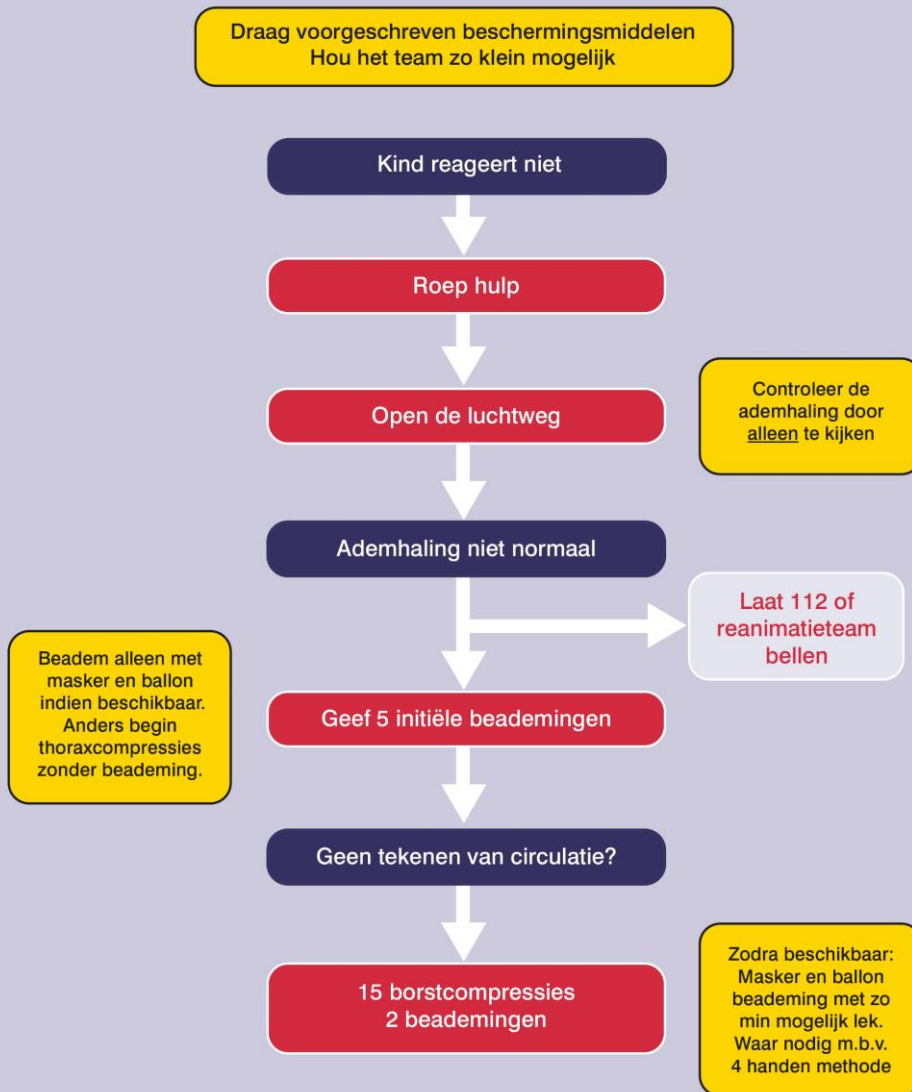 Draag voorgeschreven beschermingsmiddelen
Hou het team zo klein mogelijk
Kind reageert niet
Roep hulp
Open de luchtweg
Controleer de
ademhaling door
alleen te kijken
Ademhaling niet normaal
Laat 112 of
reanimatieteam
bellen
Beadem alleen met
masker en ballon
indien beschikbaar.
Anders begin
thoraxcompressies
zonder beademing.
Geef 5 initiële beademingen
Geen tekenen van circulatie?
15 borstcompressies
2 beademingen
Zodra beschikbaar:
Masker en ballon
beademing met zo
min mogelijk lek.
Waar nodig m.b.v.
4 handen methode